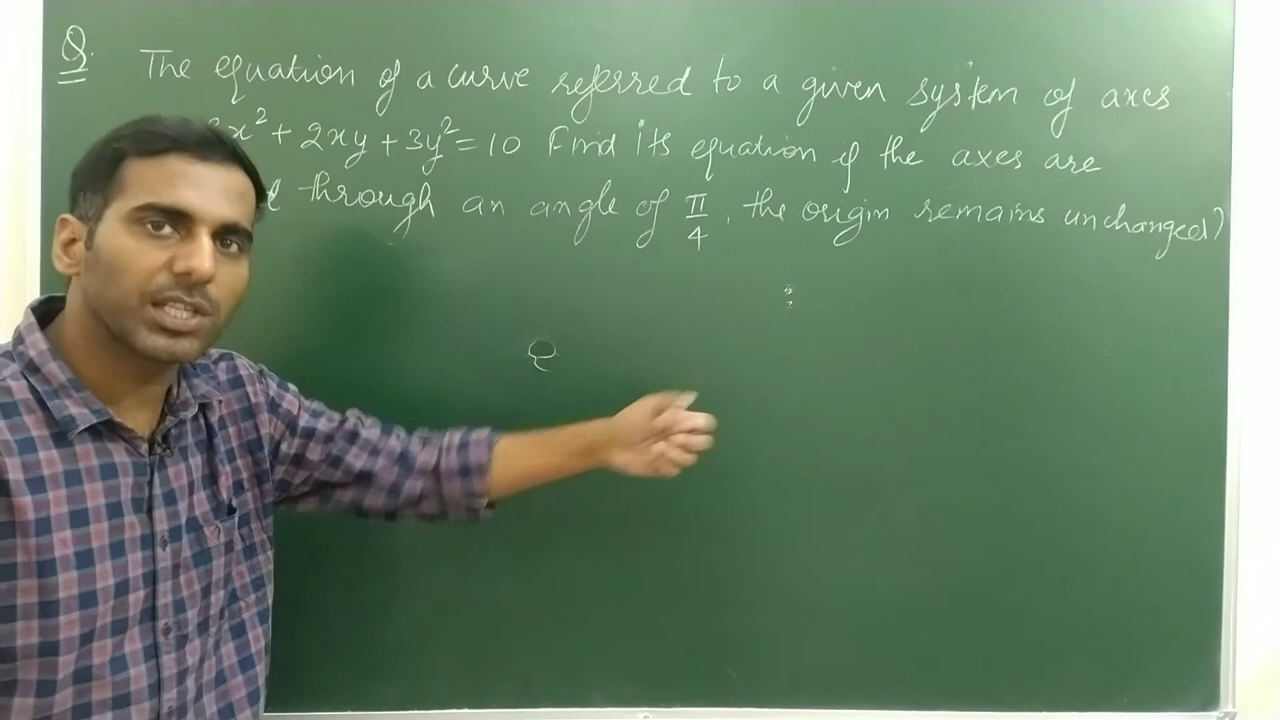 Q. The equation of a curve referred to a given system of axes
3x² + 2xy + 3y² = 10 Find its equation if the axes are
through an angle of π/4, the origin remains unchanged?